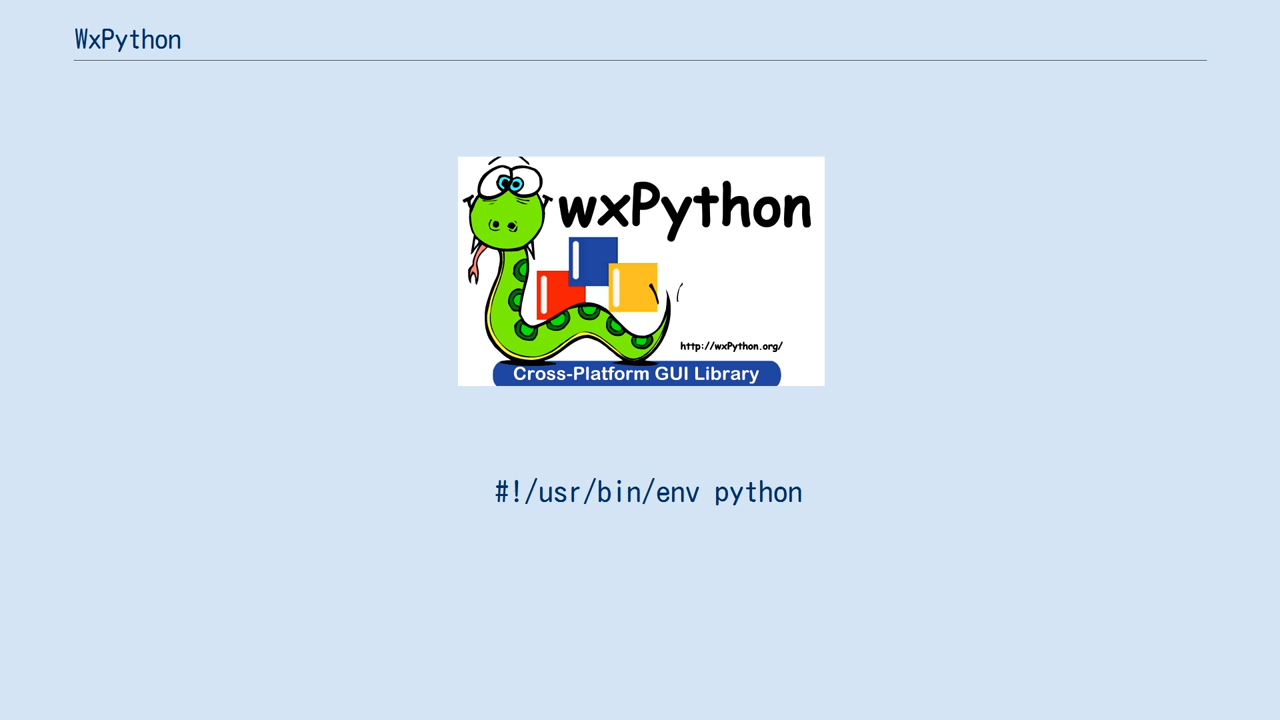 WxPython
wxPython
http://wxPython.org/
Cross-Platform GUI Library
#!/usr/bin/env python